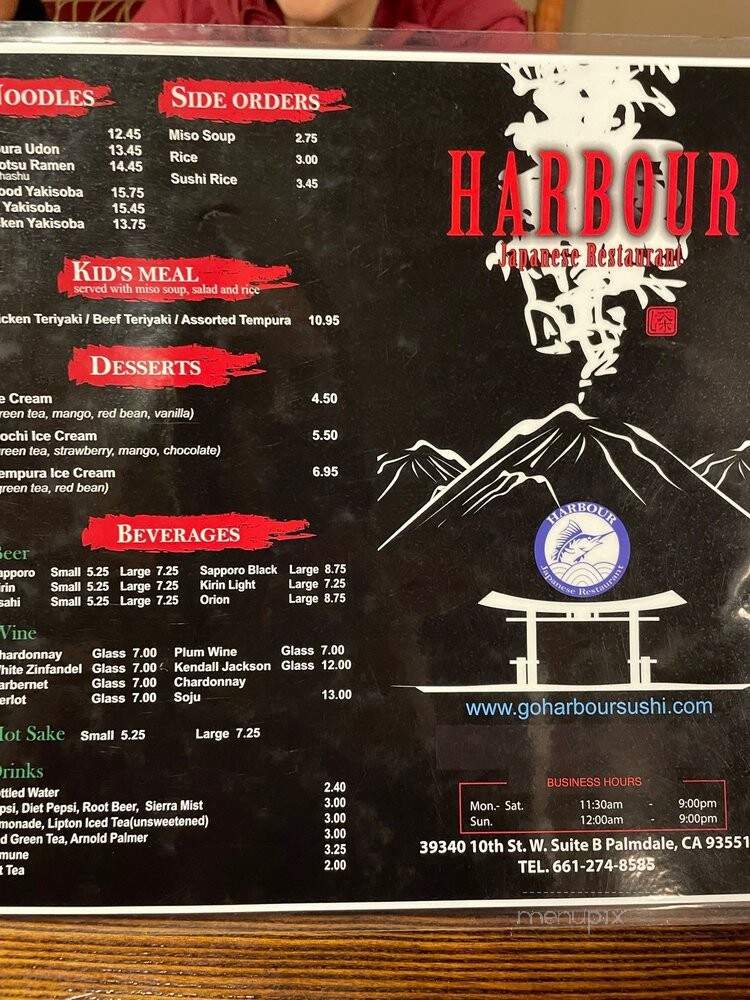 NOODLES
12.45
ura Udon 13.45
otsu Ramen 14.45
hashu
ood Yakisoba 15.75
Yakisoba 15.45
ken Yakisoba 13.75
SIDE ORDERS
Miso Soup 2.75
Rice 3.00
Sushi Rice 3.45
KID'S MEAL
served with miso soup, salad and rice
icken Teriyaki / Beef Teriyaki / Assorted Tempura 10.95
DESSERTS
e Cream 4.50
reen tea, mango, red bean, vanilla)
ochi Ice Cream 5.50
green tea, strawberry, mango, chocolate)
empura Ice Cream 6.95
green tea, red bean)
BEVERAGES
Beer
apporo Small 5.25 Large 7.25 Sapporo Black Large 8.75
irin Small 5.25 Large 7.25 Kirin Light Large 7.25
sahi Small 5.25 Large 7.25 Orion Large 8.75
Wine
hardonnay Glass 7.00 Plum Wine Glass 7.00
hite Zinfandel Glass 7.00 Kendall Jackson Glass 12.00
arbernet Glass 7.00 Chardonnay
erlot Glass 7.00 Soju 13.00
Hot Sake Small 5.25 Large 7.25
Drinks
ottled Water 2.40
psi, Diet Pepsi, Root Beer, Sierra Mist 3.00
monade, Lipton Iced Tea(unsweetened) 3.00
d Green Tea, Arnold Palmer 3.00
mune 3.25
t Tea 2.00
HARBOUR
Japanese Restaurant
HARBOUR
Japanese Restaurant
www.goharboursushi.com
BUSINESS HOURS
Mon.- Sat. 11:30am - 9:00pm
Sun. 12:00am - 9:00pm
39340 10th St. W. Suite B Palmdale, CA 93551
TEL. 661-274-8585
menupix